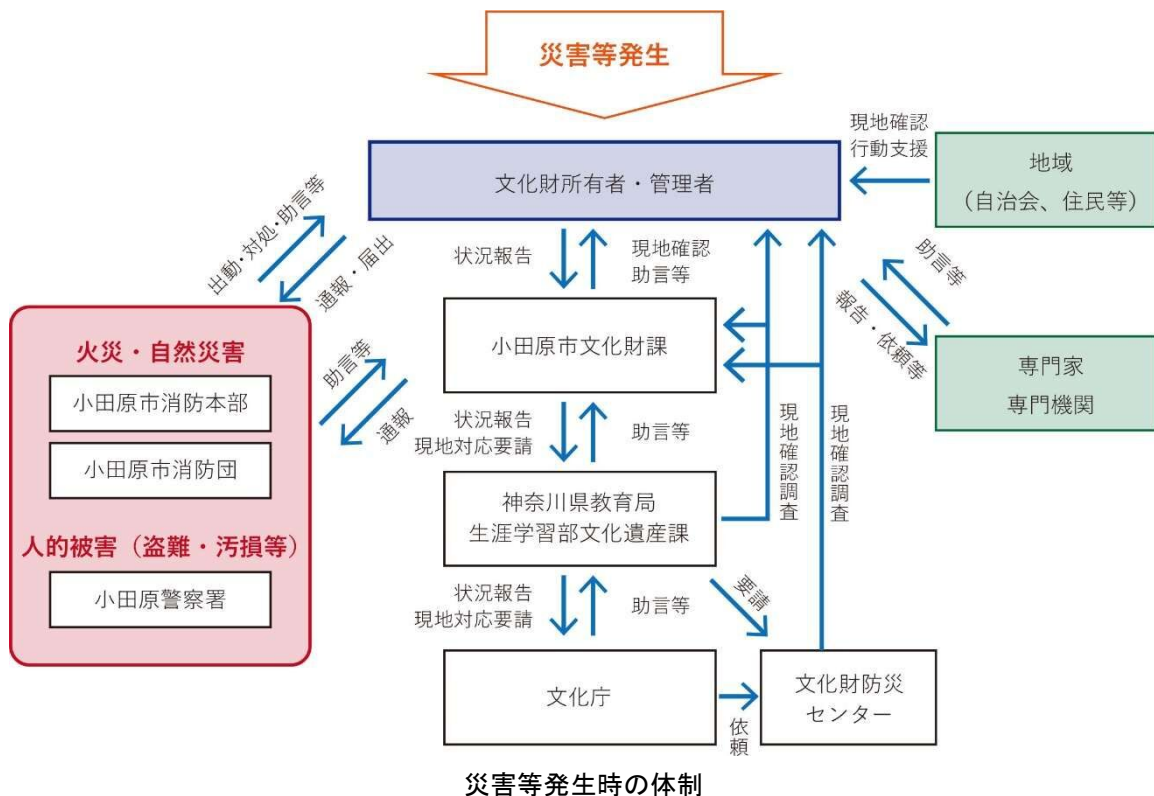 災害等発生
文化財所有者・管理者
現地確認
行動支援
地域
（自治会、住民等）
出動・対処・助言等
通報・届出
状況報告
現地確認
助言等
助言等
報告・依頼等
火災・自然災害
小田原市消防本部
小田原市消防団
人的被害（盗難・汚損等）
小田原警察署
助言等
通報
小田原市文化財課
専門家
専門機関
状況報告
現地対応要請
助言等
現地確認調査
現地確認調査
神奈川県教育局
生涯学習部文化遺産課
状況報告
現地対応要請
助言等
要請
文化庁
依頼
文化財防災
センター
災害等発生時の体制